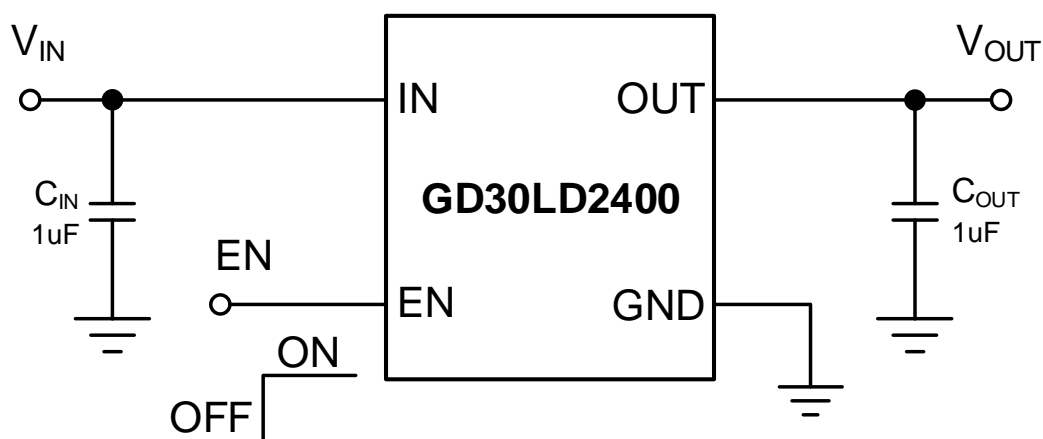 VIN
VOUT
IN
OUT
GD30LD2400
CIN
1uF
COUT
1uF
EN
EN
GND
ON
OFF